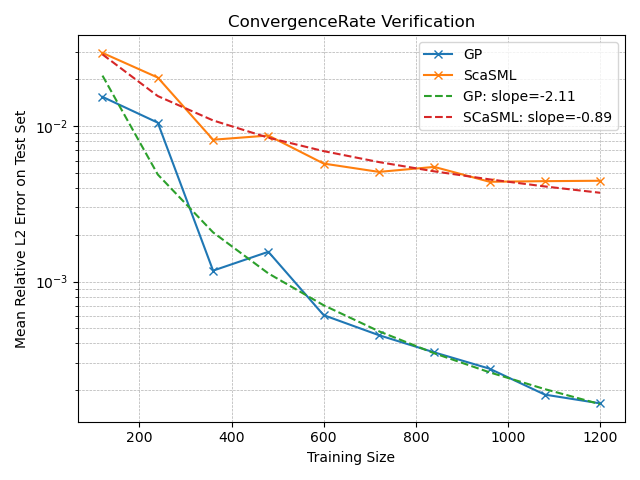 ConvergenceRate Verification
GP
ScaSML
GP: slope=-2.11
SCaSML: slope=-0.89
Mean Relative L2 Error on Test Set
10⁻²
10⁻³
200
400
600
800
1000
1200
Training Size